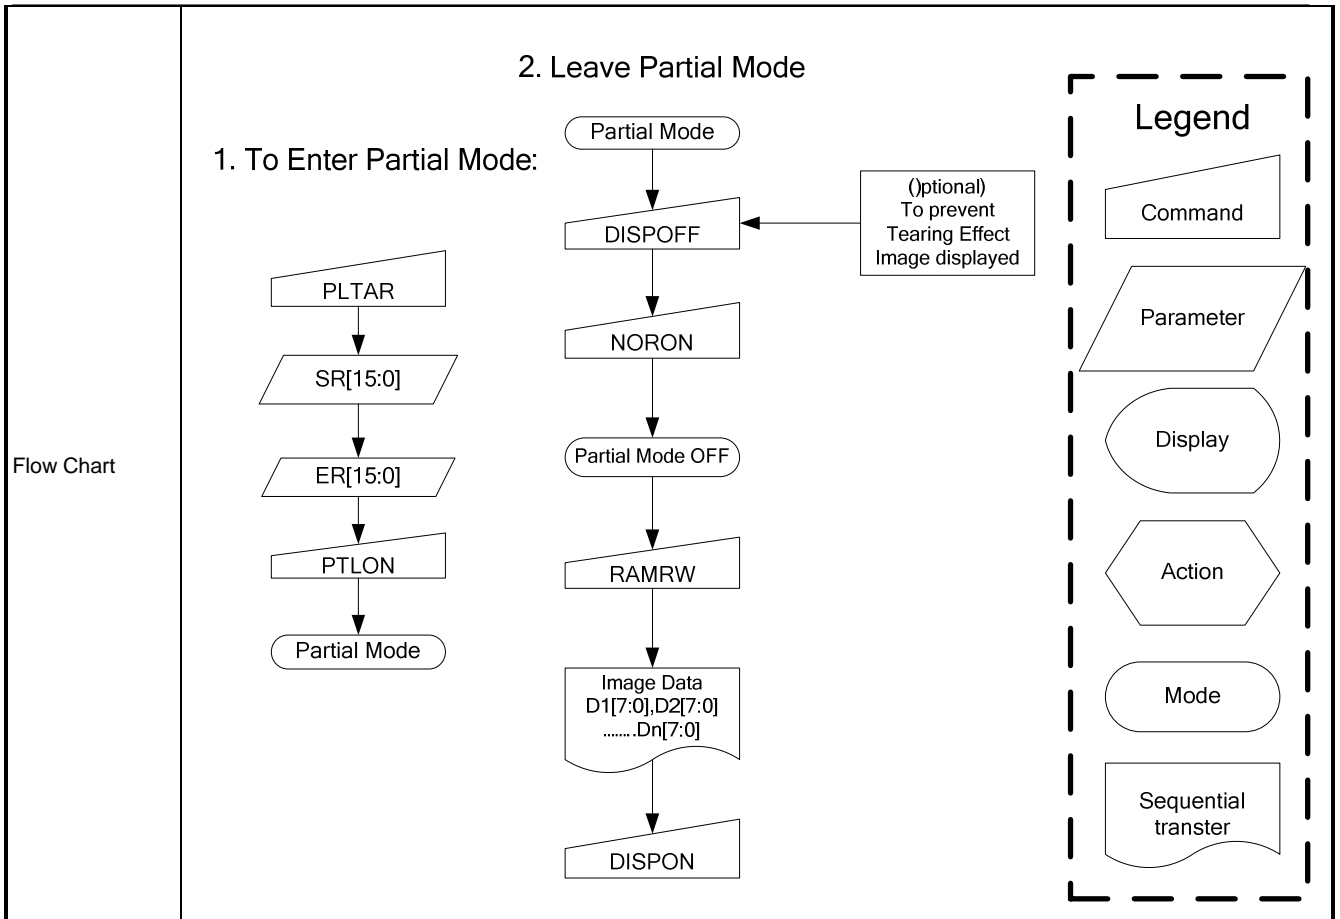 Flow Chart
1. To Enter Partial Mode:
PLTAR
SR[15:0]
ER[15:0]
PTLON
Partial Mode
2. Leave Partial Mode
Partial Mode
DISPOFF
()ptional)
To prevent
Tearing Effect
Image displayed
NORON
Partial Mode OFF
RAMRW
Image Data
D1[7:0],D2[7:0]
........Dn[7:0]
DISPON
Legend
Command
Parameter
Display
Action
Mode
Sequential
transter